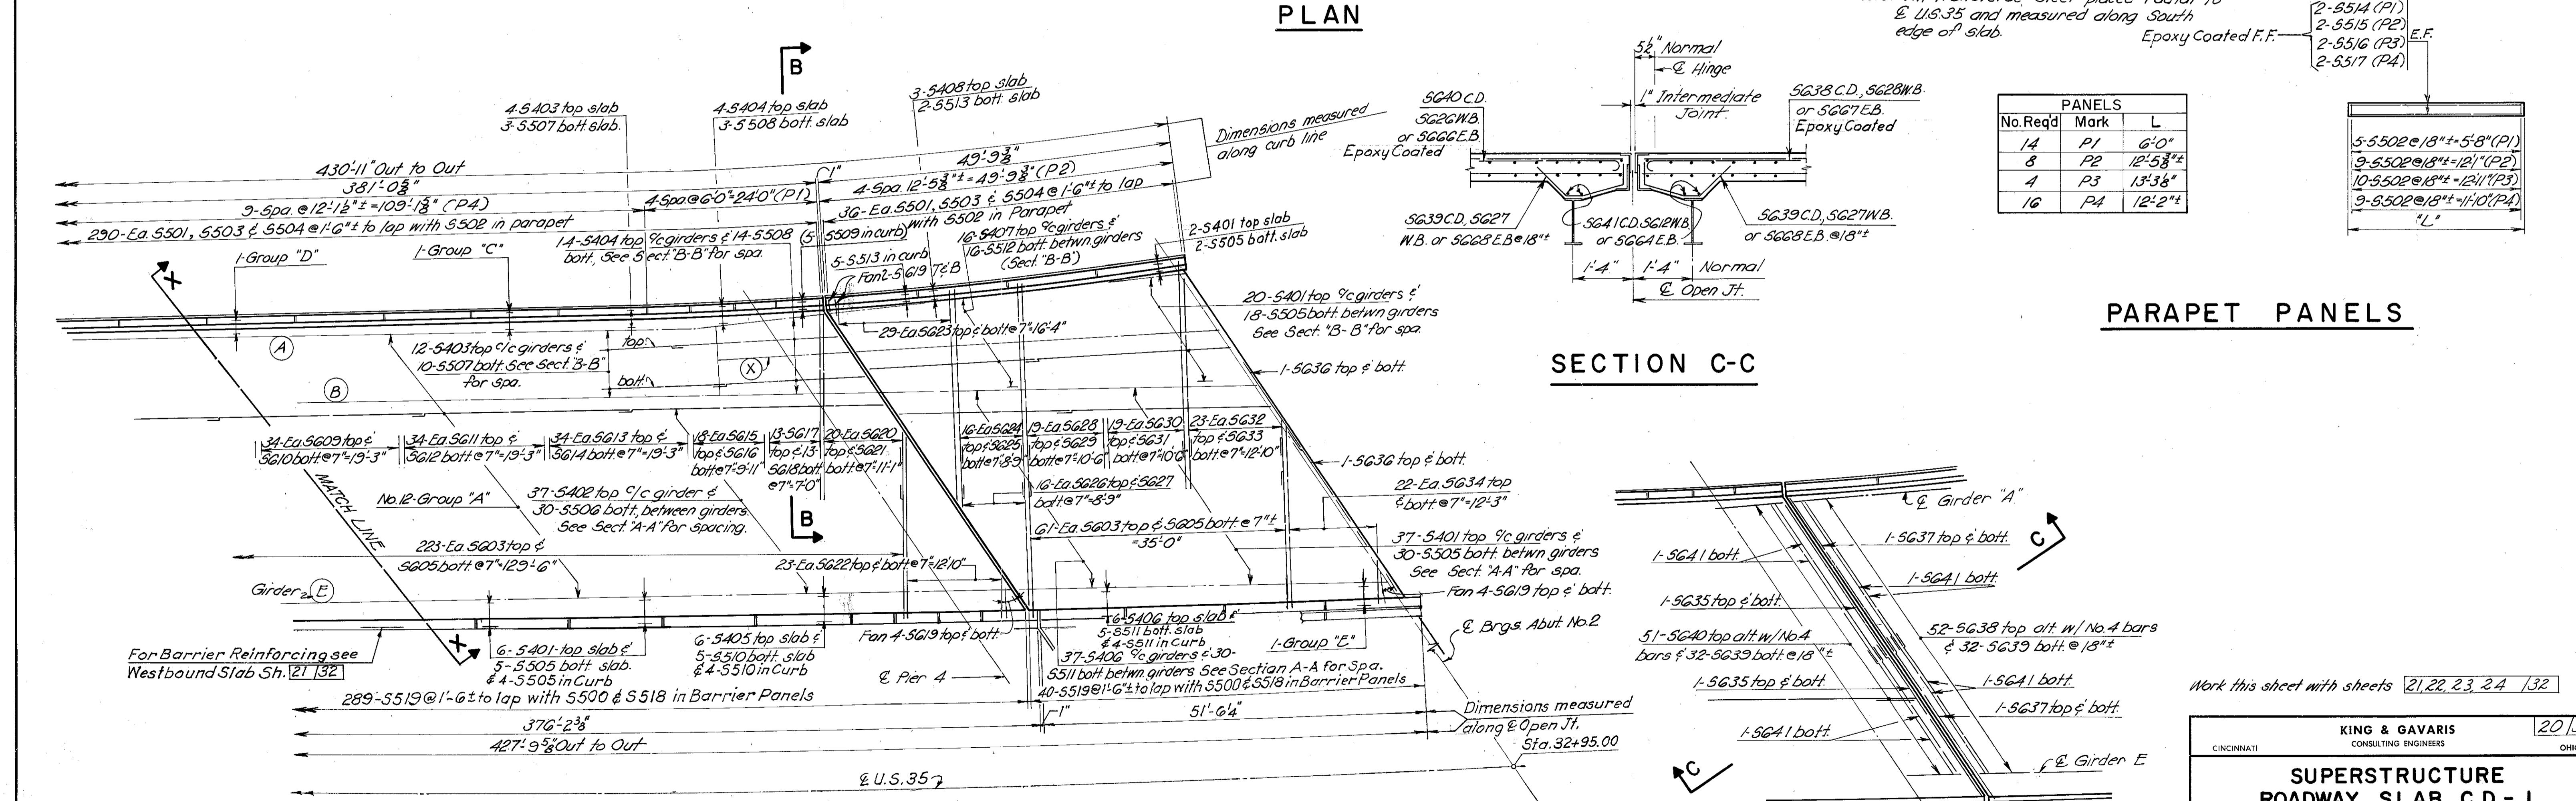 PLAN
℄ U.S.35 and measured along South
edge of slab.
Epoxy Coated F.F.
2-S514 (P1)
2-S515 (P2)
2-S516 (P3)
2-S517 (P4)
E.F.
B
4-S403 top slab
3-S507 bott. slab.
4-S404 top slab
3-S508 bott. slab
3-S408 top slab
2-S513 bott. slab
Dimensions measured
along curb line
430'-11" Out to Out
381'-0⅝"
1"
49'-9⅜"
9-Spa. @ 12'-1½"± = 109'-1⅝" (P4)
4-Spa @ 6'-0" = 24'-0" (P1)
4-Spa. 12'-5⅜"± = 49'-9⅜" (P2)
290-Ea. S501, S503 & S504 @ 1'-6"± to lap with S502 in parapet
36-Ea. S501, S503 & S504 @ 1'-6"± to lap
with S502 in Parapet
1-Group "D"
1-Group "C"
14-S404 top c/c girders & 14-S508
bott, See Sect. "B-B" for spa.
(5-S509 in curb)
5-S513 in curb
Fan 2-S619 T&B
16-S407 top c/c girders &
16-S512 bott. betwn girders
(Sect. "B-B")
2-S401 top slab
2-S505 bott. slab
X
A
12-S403 top c/c girders &
10-S507 bott. See Sect. "B-B"
for spa.
top
bott.
B
X
29-Ea S623 top & bott @ 7" = 16'-4"
20-S401 top c/c girders &
18-S505 bott. betwn girders
See Sect. "B-B" for spa.
1-S636 top & bott.
34-Ea S609 top &
S610 bott. @ 7" = 19'-3"
34-Ea S611 top &
S612 bott. @ 7" = 19'-3"
34-Ea S613 top &
S614 bott. @ 7" = 19'-3"
18-Ea S615
top & S616
bott @ 7" = 9'-11"
13-S617
top & 13
S618 bott
@ 7" = 7'-0"
20-Ea S620
top & S621
bott @ 7" = 11'-1"
16-Ea S624
top & S625
bott @ 7" = 8'-9"
19-Ea S628
top & S629
bott @ 7" = 10'-6"
19-Ea S630
top & S631
bott. @ 7" = 10'-6"
23-Ea S632
top & S633
bott. @ 7" = 12'-10"
1-S636 top & bott.
MATCH LINE
No. 12-Group "A"
37-S402 top c/c girder &
30-S506 bott, between girders.
See Sect. "A-A" for spacing.
B
16-Ea S626 top & S627
bott @ 7" = 8'-9"
22-Ea. S634 top
& bott. @ 7" = 12'-3"
61-Ea S603 top & S605 bott. @ 7"±
= 35'-0"
223-Ea. S603 top &
S605 bott. @ 7" = 129'-6"
23-Ea. S622 top & bott @ 7" = 12'-10"
37-S401 top c/c girders &
30-S505 bott. betwn girders
See Sect. "A-A" for spa.
Fan 4-S619 top & bott.
Girder E
X
For Barrier Reinforcing see
Westbound Slab Sh. 21/32
6-S401-top slab &
5-S505 bott. slab.
& 4-S505 in Curb
6-S405 top slab &
5-S510 bott. slab
& 4-S510 in Curb
Fan 4-S619 top & bott.
6-S406 top slab &
5-S511 bott. slab
& 4-S511 in Curb
1-Group "E"
℄ Brgs. Abut. No.2
℄ Pier 4
37-S406 c/c girders & 30-
S511 bott betwn girders See Section A-A for Spa.
289-S519 @ 1'-6± to lap with S500 & S518 in Barrier Panels
40-S519 @ 1'-6"± to lap with S500 & S518 in Barrier Panels
1"
376'-2⅜"
51'-6¼"
427'-9⅝" Out to Out
Dimensions measured
along ℄ Open Jt.
Sta. 32+95.00
℄ U.S. 35
5½" Normal
℄ Hinge
1" Intermediate
Joint.
S640 C.D.
S626 W.B.
or S666 E.B.
Epoxy Coated
S638 C.D., S628 W.B.
or S667 E.B.
Epoxy Coated
S639 CD, S627
W.B. or S668 E.B @ 18"±
S641 C.D. S612 W.B.
or S664 E.B.
S639 CD, S627 W.B.
or S668 E.B. @ 18"±
1'-4"
1'-4" Normal
℄ Open Jt.
SECTION C-C
PANELS
No. Req'd Mark L
14 P1 6'-0"
8 P2 12'-5⅜"±
4 P3 13'-3⅛"
16 P4 12'-2"±
5-S502 @ 18"± = 5'-8" (P1)
9-S502 @ 18"± = 12'1" (P2)
10-S502 @ 18"± = 12'-11" (P3)
9-S502 @ 18"± = 11'-10" (P4)
"L"
PARAPET PANELS
℄ Girder "A"
C
1-S641 bott.
1-S637 top & bott.
1-S641 bott.
1-S635 top & bott.
51-S640 top alt w/ No.4
bars & 32-S639 bott. @ 18"±
52-S638 top alt. w/ No.4 bars
& 32-S639 bott. @ 18"±
1-S635 top & bott.
1-S641 bott.
1-S637 top & bott.
1-S641 bott.
℄ Girder E
C
Work this sheet with sheets 21, 22, 23, 24 /32
KING & GAVARIS
CONSULTING ENGINEERS
CINCINNATI
20
SUPERSTRUCTURE
ROADWAY SLAB C.D.-1